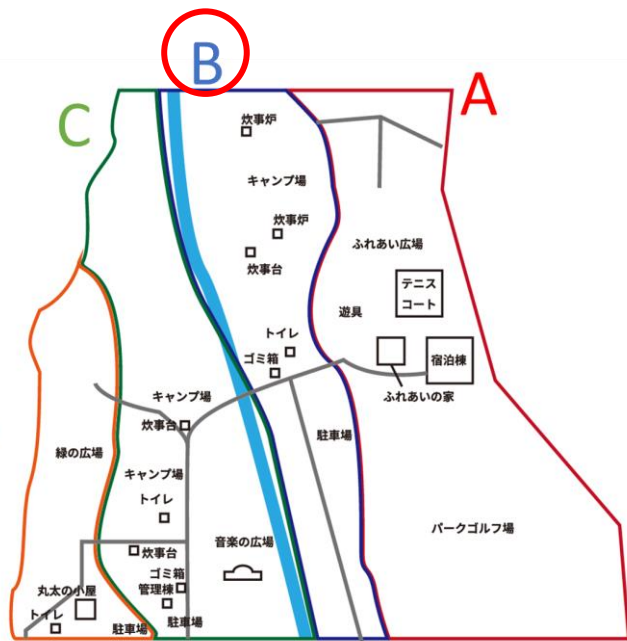 B
A
C
炊事炉
キャンプ場
炊事炉
炊事台
ふれあい広場
テニス
コート
遊具
トイレ
ゴミ箱
宿泊棟
ふれあいの家
キャンプ場
炊事台
駐車場
緑の広場
キャンプ場
トイレ
パークゴルフ場
音楽の広場
炊事台
ゴミ箱
管理棟
丸太の小屋
トイレ
駐車場
駐車場